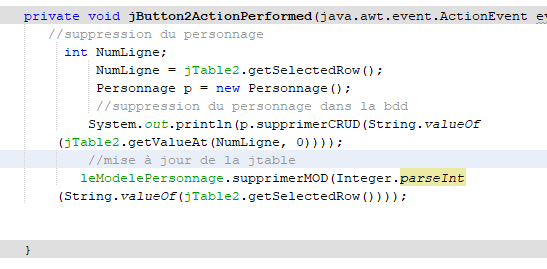 private void jButton2ActionPerformed(java.awt.event.ActionEvent ev
//suppression du personnage
int NumLigne;
NumLigne = jTable2.getSelectedRow();
Personnage p = new Personnage();
//suppression du personnage dans la bdd
System.out.println(p.supprimerCRUD(String.valueOf
(jTable2.getValueAt(NumLigne, 0))));
//mise à jour de la jtable
leModelePersonnage.supprimerMOD(Integer.parseInt
(String.valueOf(jTable2.getSelectedRow())));
}